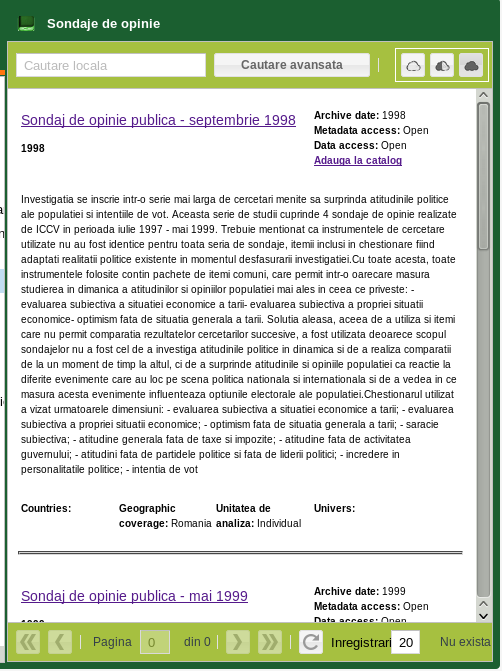 Sondaje de opinie
Cautare locala
Cautare avansata
Sondaj de opinie publica - septembrie 1998
1998
Archive date: 1998
Metadata access: Open
Data access: Open
Adauga la catalog
Investigatia se inscrie intr-o serie mai larga de cercetari menite sa surprinda atitudinile politice
ale populatiei si intentiile de vot. Aceasta serie de studii cuprinde 4 sondaje de opinie realizate
de ICCV in perioada iulie 1997 - mai 1999. Trebuie mentionat ca instrumentele de cercetare
utilizate nu au fost identice pentru toata seria de sondaje, itemii inclusi in chestionare fiind
adaptati realitatii politice existente in momentul desfasurarii investigatiei.Cu toate acesta, toate
instrumentele folosite contin pachete de itemi comuni, care permit intr-o oarecare masura
studierea in dimanica a atitudinilor si opiniilor populatiei mai ales in ceea ce priveste: -
evaluarea subiectiva a situatiei economice a tarii- evaluarea subiectiva a propriei situatii
economice- optimism fata de situatia generala a tarii. Solutia aleasa, aceea de a utiliza si itemi
care nu permit comparatia rezultatelor cercetarilor succesive, a fost utilizata deoarece scopul
sondajelor nu a fost cel de a investiga atitudinile politice in dinamica si de a realiza comparatii
de la un moment de timp la altul, ci de a surprinde atitudinile si opiniile populatiei ca reactie la
diferite evenimente care au loc pe scena politica nationala si internationala si de a vedea in ce
masura acesta evenimente influenteaza optiunile electorale ale populatiei.Chestionarul utilizat
a vizat urmatoarele dimensiuni: - evaluarea subiectiva a situatiei economice a tarii; - evaluarea
subiectiva a propriei situatii economice; - optimism fata de situatia generala a tarii; - saracie
subiectiva; - atitudine generala fata de taxe si impozite; - atitudine fata de activitatea
guvernului; - atitudini fata de partidele politice si fata de liderii politici; - incredere in
personalitatile politice; - intentia de vot
Countries:
Geographic
coverage: Romania
Unitatea de
analiza: Individual
Univers:
Sondaj de opinie publica - mai 1999
Archive date: 1999
Metadata access: Open
Data access: Open
1999
Pagina 0 din 0
Inregistrari 20
Nu exista